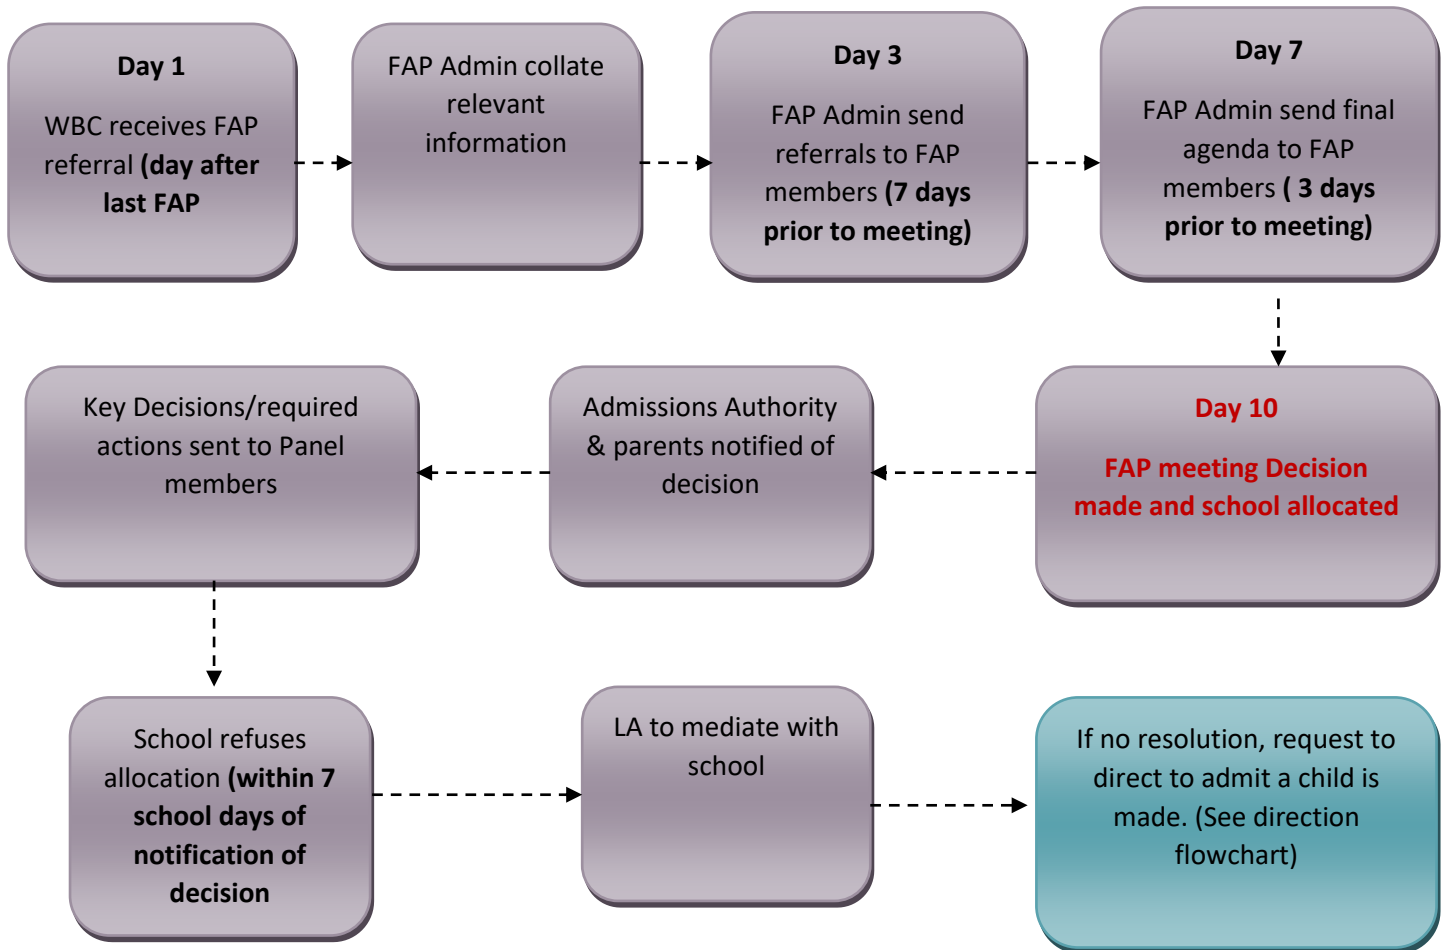 Day 1
WBC receives FAP
referral (day after
last FAP
FAP Admin collate
relevant
information
Day 3
FAP Admin send
referrals to FAP
members (7 days
prior to meeting)
Day 7
FAP Admin send final
agenda to FAP
members ( 3 days
prior to meeting)
Day 10
FAP meeting Decision
made and school allocated
Admissions Authority
& parents notified of
decision
Key Decisions/required
actions sent to Panel
members
School refuses
allocation (within 7
school days of
notification of
decision
LA to mediate with
school
If no resolution, request to
direct to admit a child is
made. (See direction
flowchart)